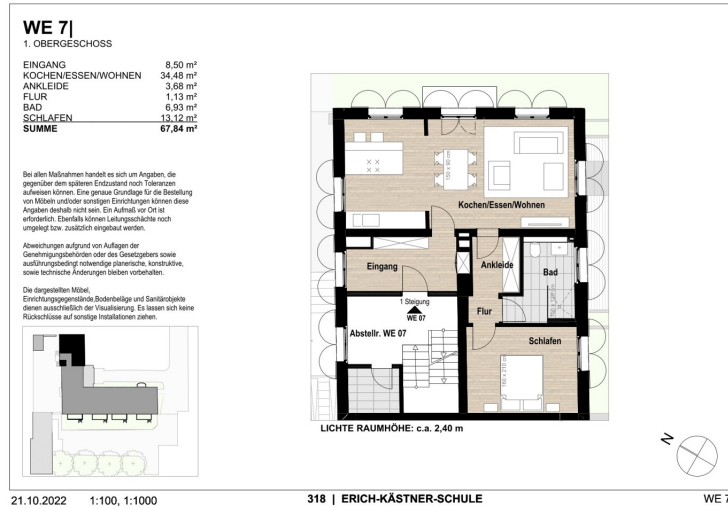 WE 7|
1. OBERGESCHOSS
EINGANG 8,50 m²
KOCHEN/ESSEN/WOHNEN 34,48 m²
ANKLEIDE 3,68 m²
FLUR 1,13 m²
BAD 6,93 m²
SCHLAFEN 13,12 m²
SUMME 67,84 m²
Bei allen Maßnahmen handelt es sich um Angaben, die
gegenüber dem späteren Endzustand noch Toleranzen
aufweisen können. Eine genaue Grundlage für die Bestellung
von Möbeln und/oder sonstigen Einrichtungen können diese
Angaben deshalb nicht sein. Ein Aufmaß vor Ort ist
erforderlich. Ebenfalls können Leitungsschächte noch
umgelegt bzw. zusätzlich eingebaut werden.
Abweichungen aufgrund von Auflagen der
Genehmigungsbehörden oder des Gesetzgebers sowie
ausführungsbedingt notwendige planerische, konstruktive,
sowie technische Änderungen bleiben vorbehalten.
Die dargestellten Möbel,
Einrichtungsgegenstände,Bodenbeläge und Sanitärobjekte
dienen ausschließlich der Visualisierung. Es lassen sich keine
Rückschlüsse auf sonstige Installationen ziehen.
150 x 90 cm
Kochen/Essen/Wohnen
Eingang
Ankleide
Bad
1 Steigung
WE 07
Flur
Abstellr. WE 07
Schlafen
180 x 210 cm
LICHTE RAUMHÖHE: c.a. 2,40 m
N
21.10.2022 1:100, 1:1000 318 | ERICH-KÄSTNER-SCHULE WE 7